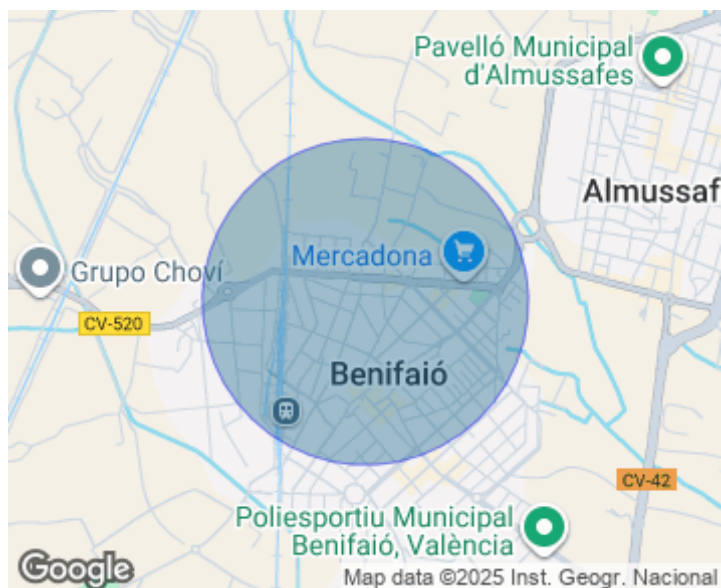 Pavelló Municipal
d'Almussafes
Almussaf
Mercadona
Grupo Choví
CV-520
Benifaió
CV-42
Poliesportiu Municipal
Benifaió, València
Google
Map data ©2025 Inst. Geogr. Nacional